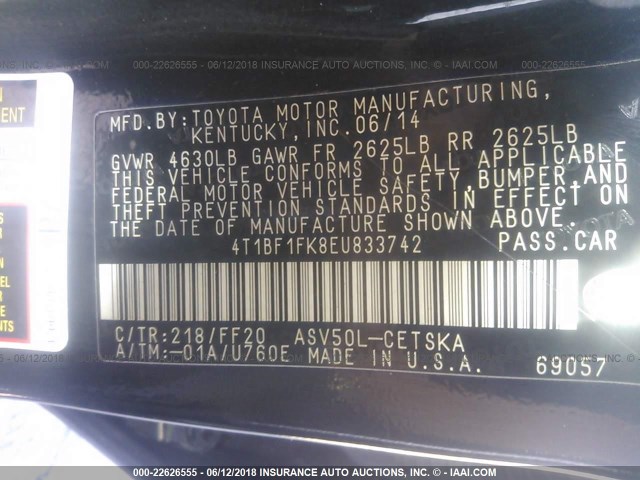 000-22626555 - 06/12/2018 INSURANCE AUTO AUCTIONS, INC. - © - IAAI.COM
MFD.BY:TOYOTA MOTOR MANUFACTURING,
KENTUCKY,INC.06/14
GVWR 4630LB GAWR FR 2625LB RR 2625LB
THIS VEHICLE CONFORMS TO ALL APPLICABLE
FEDERAL MOTOR VEHICLE SAFETY,BUMPER,AND
THEFT PREVENTION STANDARDS IN EFFECT ON
THE DATE OF MANUFACTURE SHOWN ABOVE.
4T1BF1FK8EU833742 PASS.CAR
C/TR:218/FF20 ASV50L-CETSKA
A/TM:-01A/U760E MADE IN U.S.A.
69057
000-22626555 - 06/12/2018 INSURANCE AUTO AUCTIONS, INC. - © - IAAI.COM